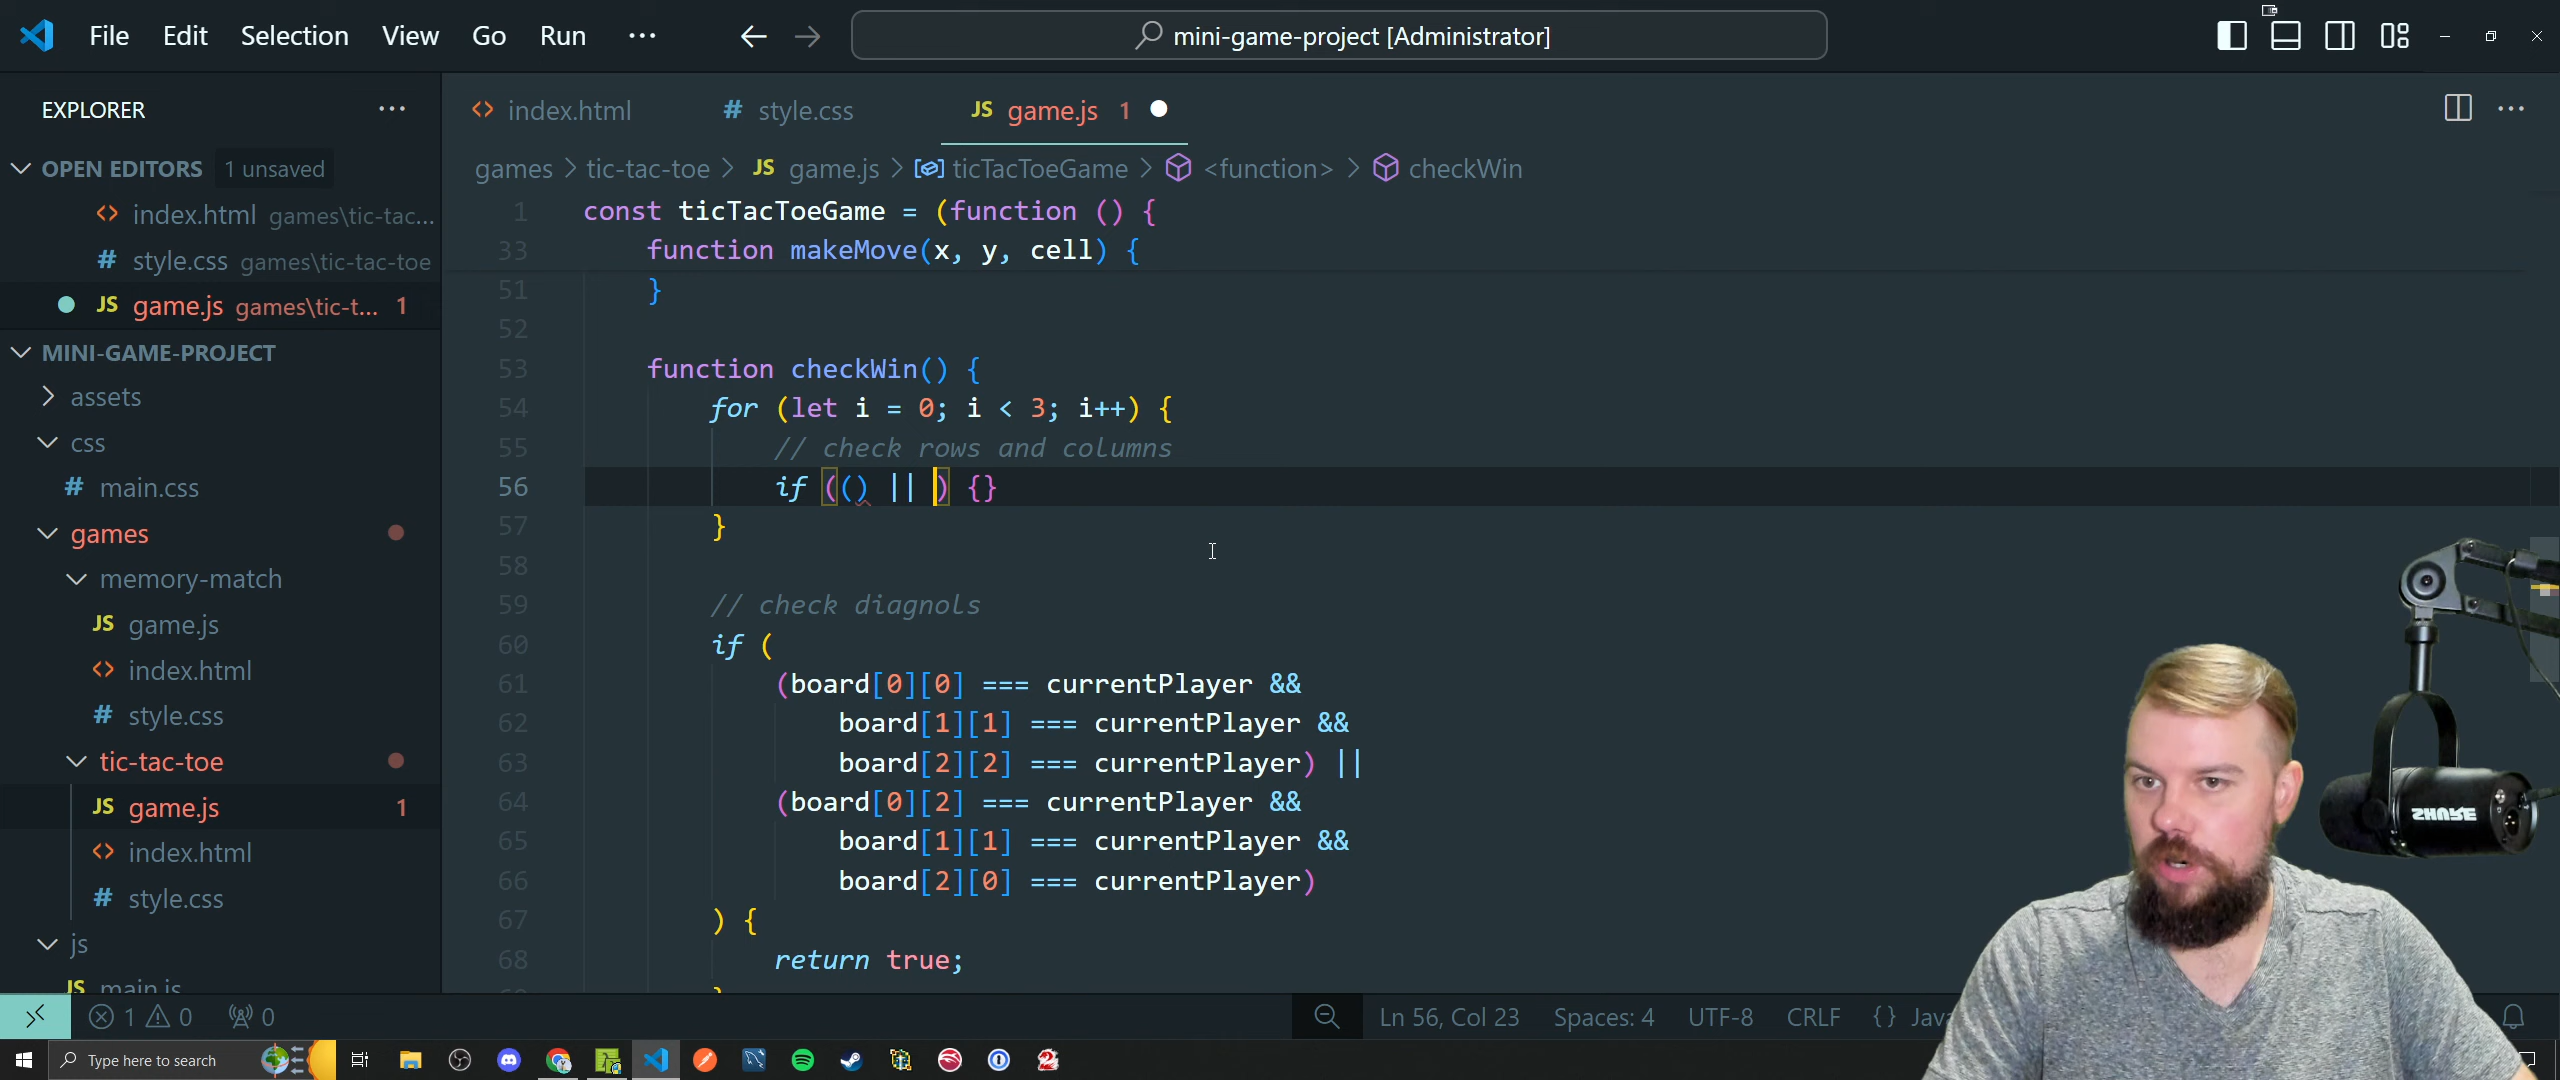 File Edit Selection View Go Run ··· mini-game-project [Administrator]
EXPLORER ···
OPEN EDITORS 1 unsaved
index.html games\tic-tac...
# style.css games\tic-tac-toe
JS game.js games\tic-t... 1
MINI-GAME-PROJECT
assets
css
# main.css
games
memory-match
JS game.js
index.html
# style.css
tic-tac-toe
JS game.js 1
index.html
# style.css
js
JS main.js
index.html # style.css JS game.js 1
games > tic-tac-toe > JS game.js > ticTacToeGame > <function> > checkWin
1 const ticTacToeGame = (function () {
33 function makeMove(x, y, cell) {
51 }
52
53 function checkWin() {
54 for (let i = 0; i < 3; i++) {
55 // check rows and columns
56 if (() || ) {}
57 }
58
59 // check diagnols
60 if (
61 (board[0][0] === currentPlayer &&
62 board[1][1] === currentPlayer &&
63 board[2][2] === currentPlayer) ||
64 (board[0][2] === currentPlayer &&
65 board[1][1] === currentPlayer &&
66 board[2][0] === currentPlayer)
67 ) {
68 return true;
SHURE
1 0 0 Ln 56, Col 23 Spaces: 4 UTF-8 CRLF {}
Type here to search